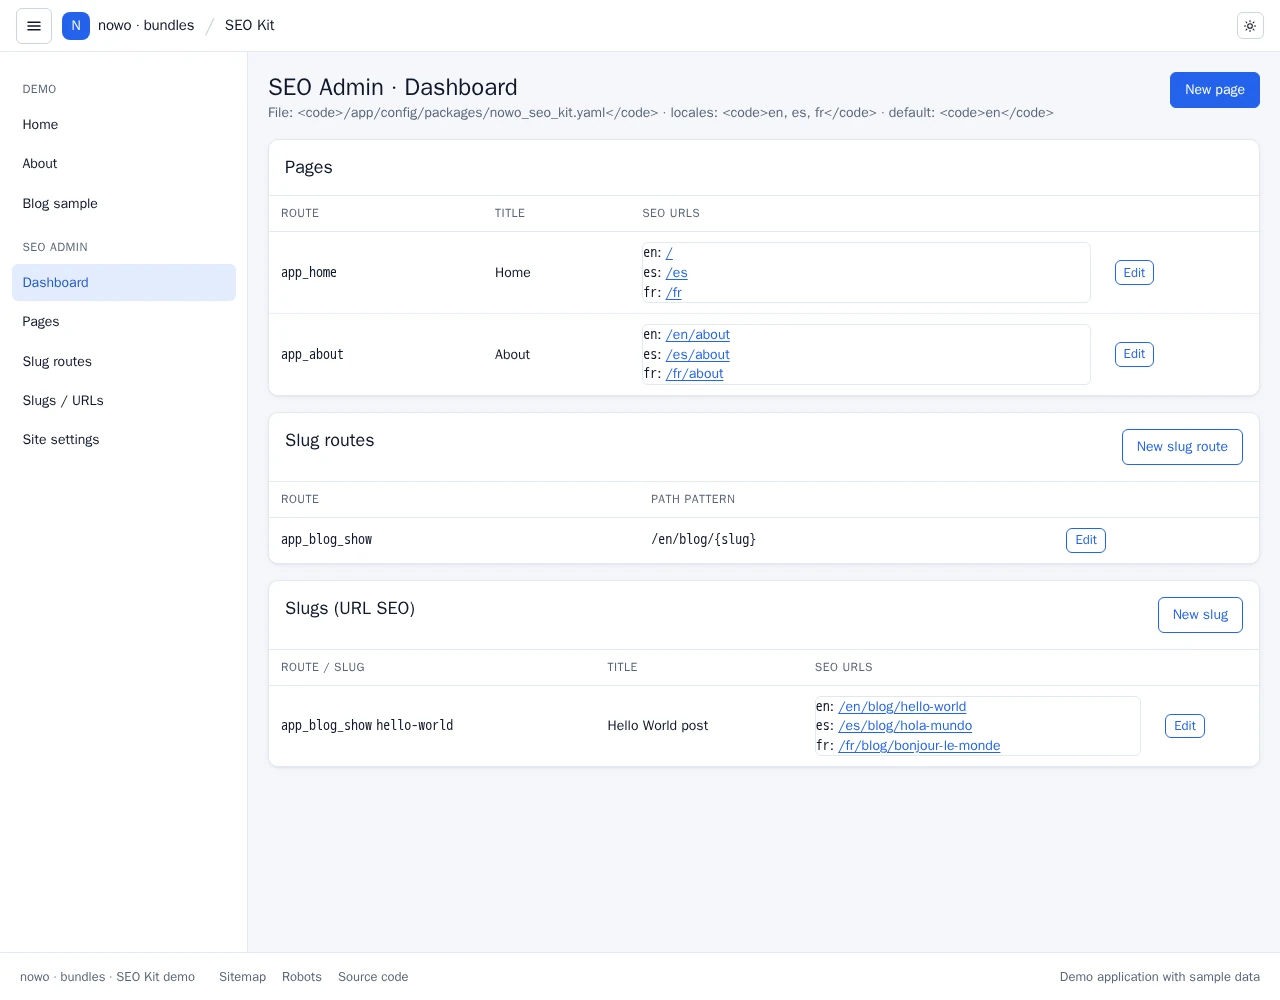 N nowo · bundles / SEO Kit
DEMO
Home
About
Blog sample
SEO ADMIN
Dashboard
Pages
Slug routes
Slugs / URLs
Site settings
SEO Admin · Dashboard
New page
File: <code>/app/config/packages/nowo_seo_kit.yaml</code> · locales: <code>en, es, fr</code> · default: <code>en</code>
Pages
ROUTE TITLE SEO URLS
app_home Home
en: /
es: /es
fr: /fr
Edit
app_about About
en: /en/about
es: /es/about
fr: /fr/about
Edit
Slug routes
New slug route
ROUTE PATH PATTERN
app_blog_show /en/blog/{slug} Edit
Slugs (URL SEO)
New slug
ROUTE / SLUG TITLE SEO URLS
app_blog_show hello-world Hello World post
en: /en/blog/hello-world
es: /es/blog/hola-mundo
fr: /fr/blog/bonjour-le-monde
Edit
nowo · bundles · SEO Kit demo Sitemap Robots Source code Demo application with sample data